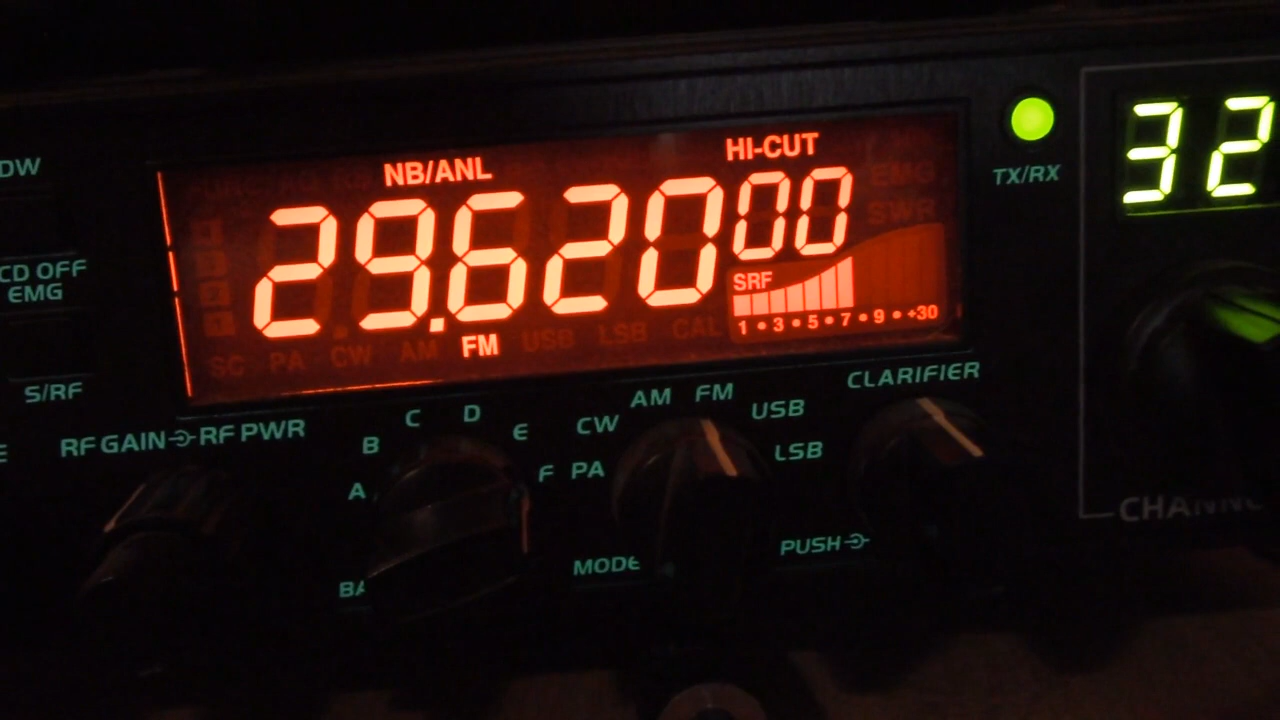 DW
NB/ANL HI-CUT
29.62000
TX/RX
32
EMG
SWR
CD OFF
EMG
SRF
1 • 3 • 5 • 7 • 9 • +30
SC PA CW AM FM USB LSB CAL
S/RF
RF GAIN RF PWR
A B C D E F
PA CW AM FM USB LSB
CLARIFIER
MODE
PUSH